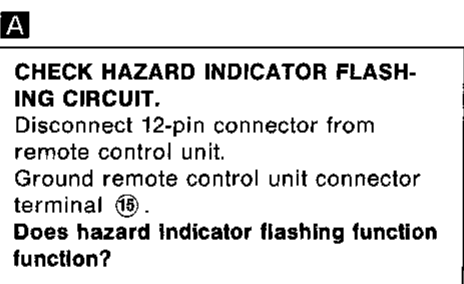 A
CHECK HAZARD INDICATOR FLASH-
ING CIRCUIT.
Disconnect 12-pin connector from
remote control unit.
Ground remote control unit connector
terminal ⑮ .
Does hazard indicator flashing function
function?